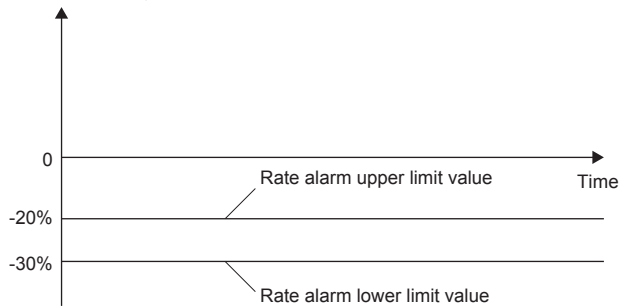 0
Rate alarm upper limit value
Time
-20%
-30%
Rate alarm lower limit value